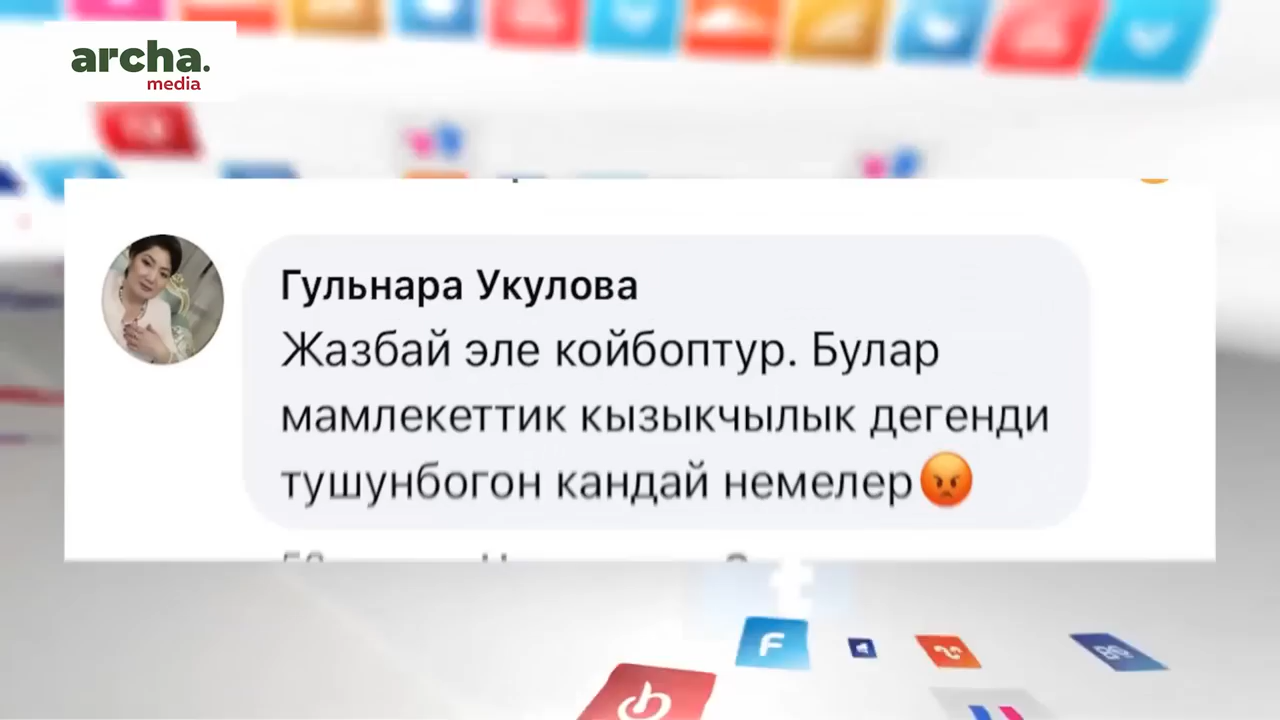 archa.
media
Гульнара Укулова
Жазбай эле койбоптур. Булар
мамлекеттик кызыкчылык дегенди
тушунбогон кандай немелер😡